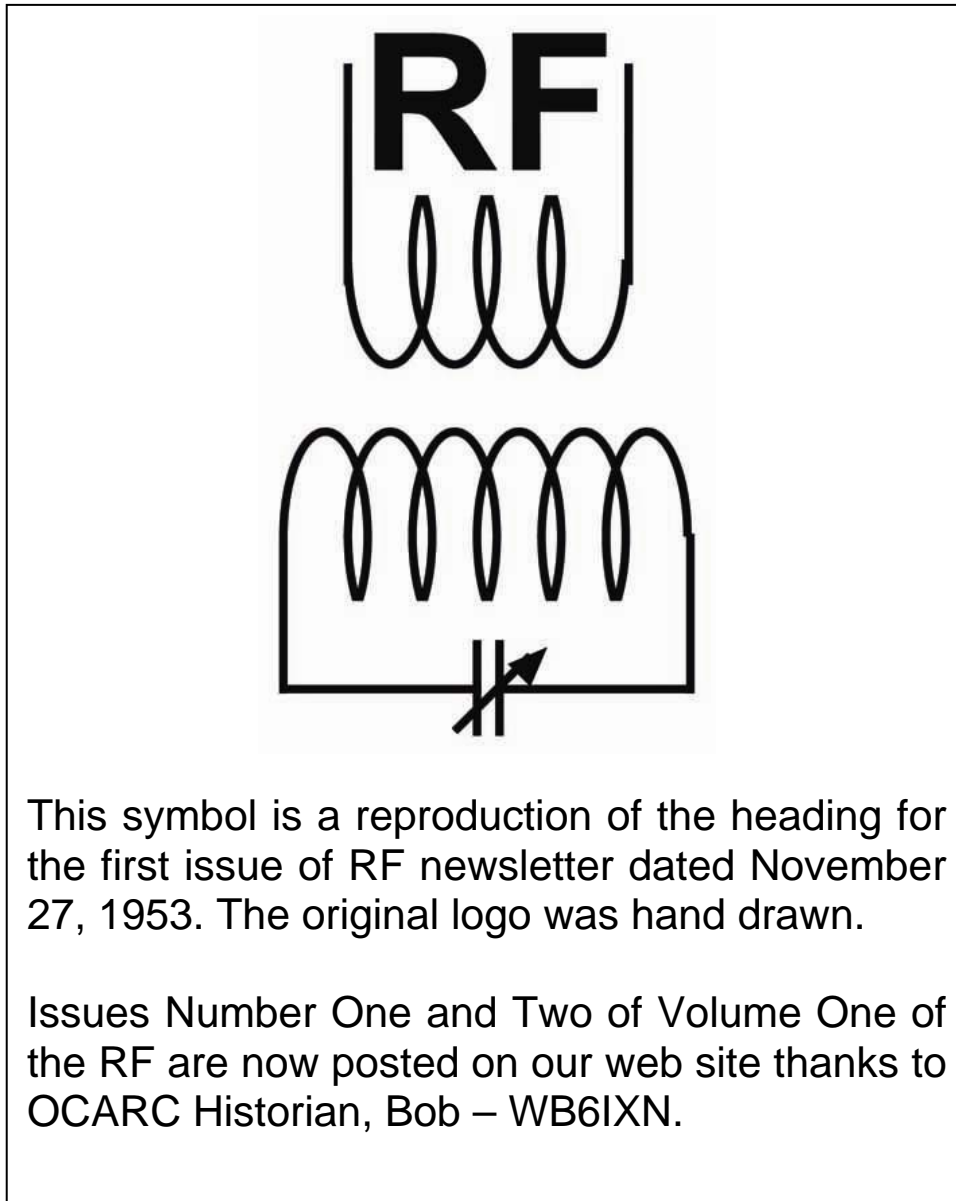 RF
This symbol is a reproduction of the heading for
the first issue of RF newsletter dated November
27, 1953. The original logo was hand drawn.
Issues Number One and Two of Volume One of
the RF are now posted on our web site thanks to
OCARC Historian, Bob – WB6IXN.